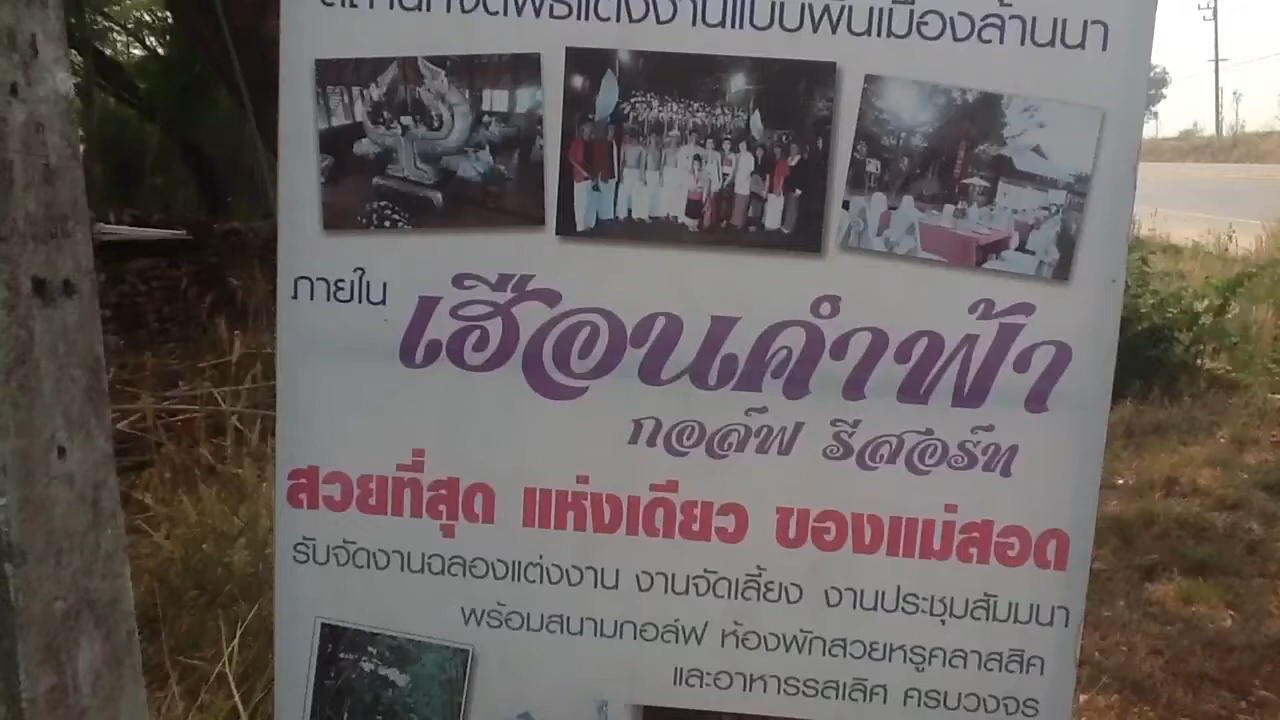 สถานที่จัดพิธีแต่งงานแบบพื้นเมืองล้านนา
ภายใน
เฮือนคำฟ้า
กอล์ฟ รีสอร์ท
สวยที่สุด แห่งเดียว ของแม่สอด
รับจัดงานฉลองแต่งงาน งานจัดเลี้ยง งานประชุมสัมมนา
พร้อมสนามกอล์ฟ ห้องพักสวยหรูคลาสสิค
และอาหารรสเลิศ ครบวงจร